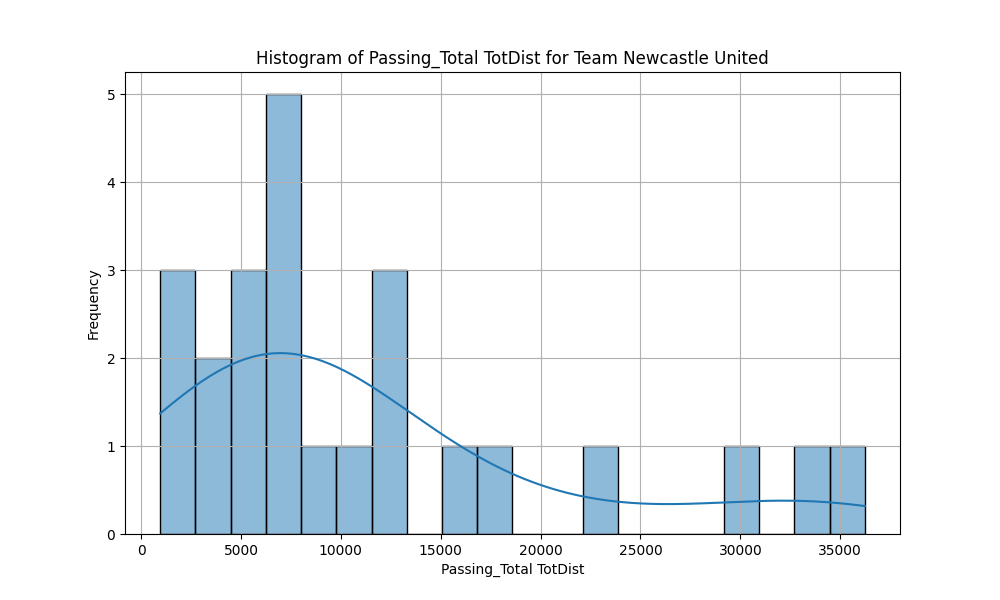 Histogram of Passing_Total TotDist for Team Newcastle United
Frequency
5
4
3
2
1
0
0 5000 10000 15000 20000 25000 30000 35000
Passing_Total TotDist